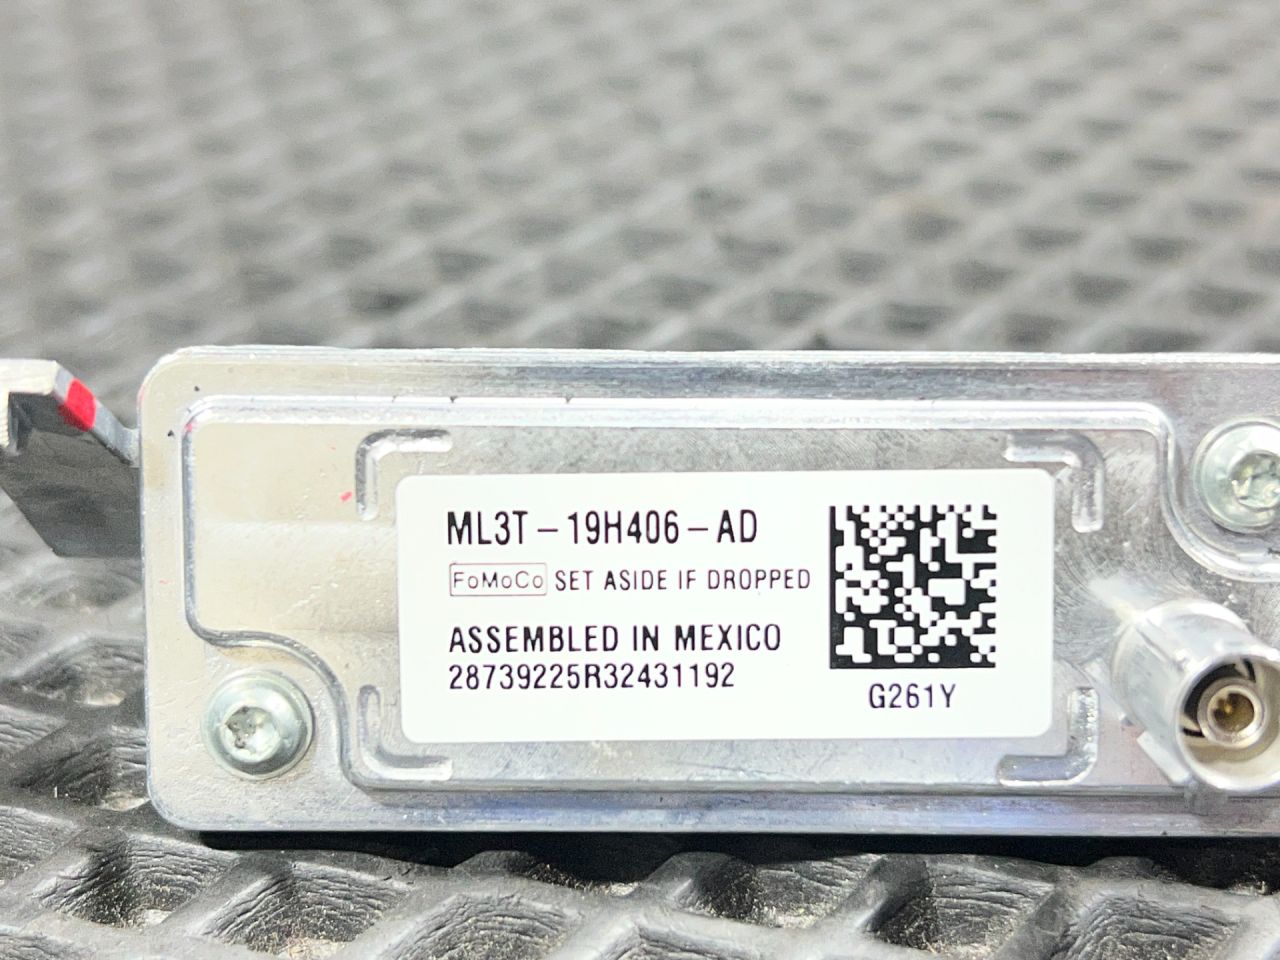 ML3T-19H406-AD
FoMoCo SET ASIDE IF DROPPED
ASSEMBLED IN MEXICO
28739225R32431192
G261Y